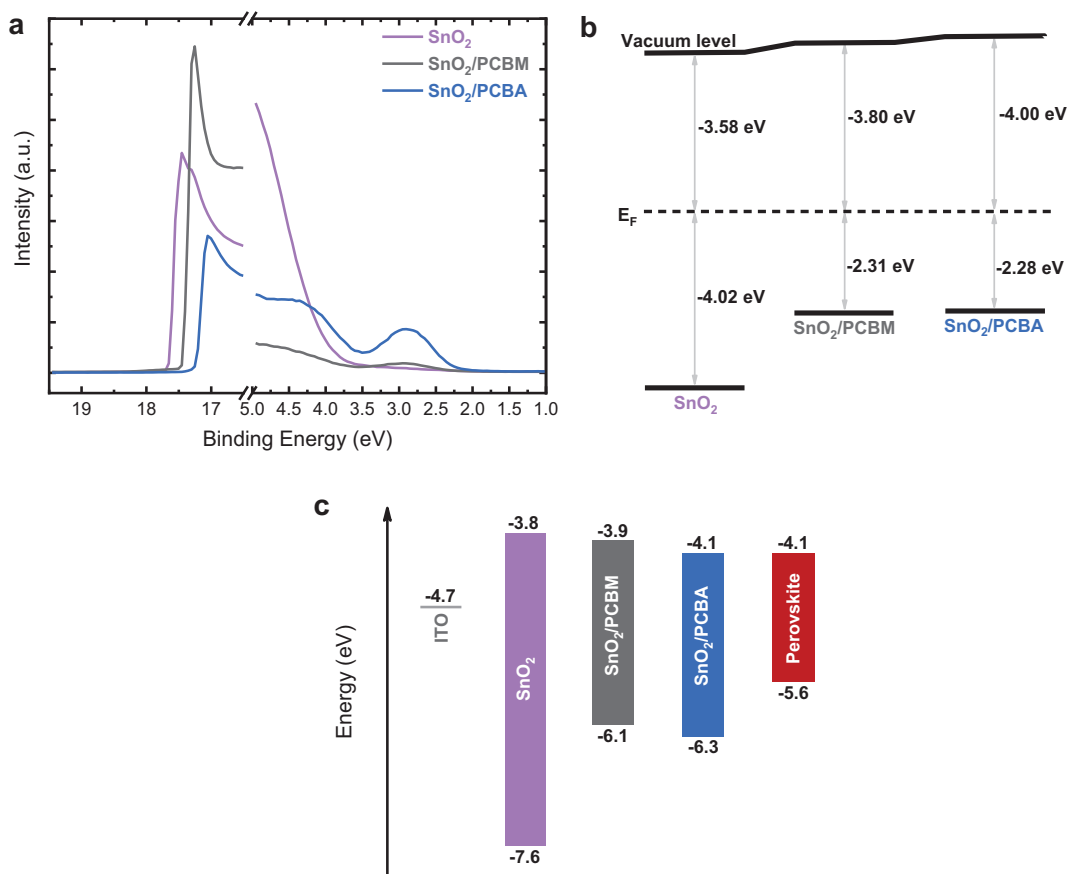 a
SnO₂
SnO₂/PCBM
SnO₂/PCBA
Intensity (a.u.)
19 18 17 5.0 4.5 4.0 3.5 3.0 2.5 2.0 1.5 1.0
Binding Energy (eV)
b
Vacuum level
-3.58 eV
-3.80 eV
-4.00 eV
E_F
-4.02 eV
-2.31 eV
-2.28 eV
SnO₂/PCBM
SnO₂/PCBA
SnO₂
c
Energy (eV)
-4.7
ITO
-3.8
SnO₂
-7.6
-3.9
SnO₂/PCBM
-6.1
-4.1
SnO₂/PCBA
-6.3
-4.1
Perovskite
-5.6